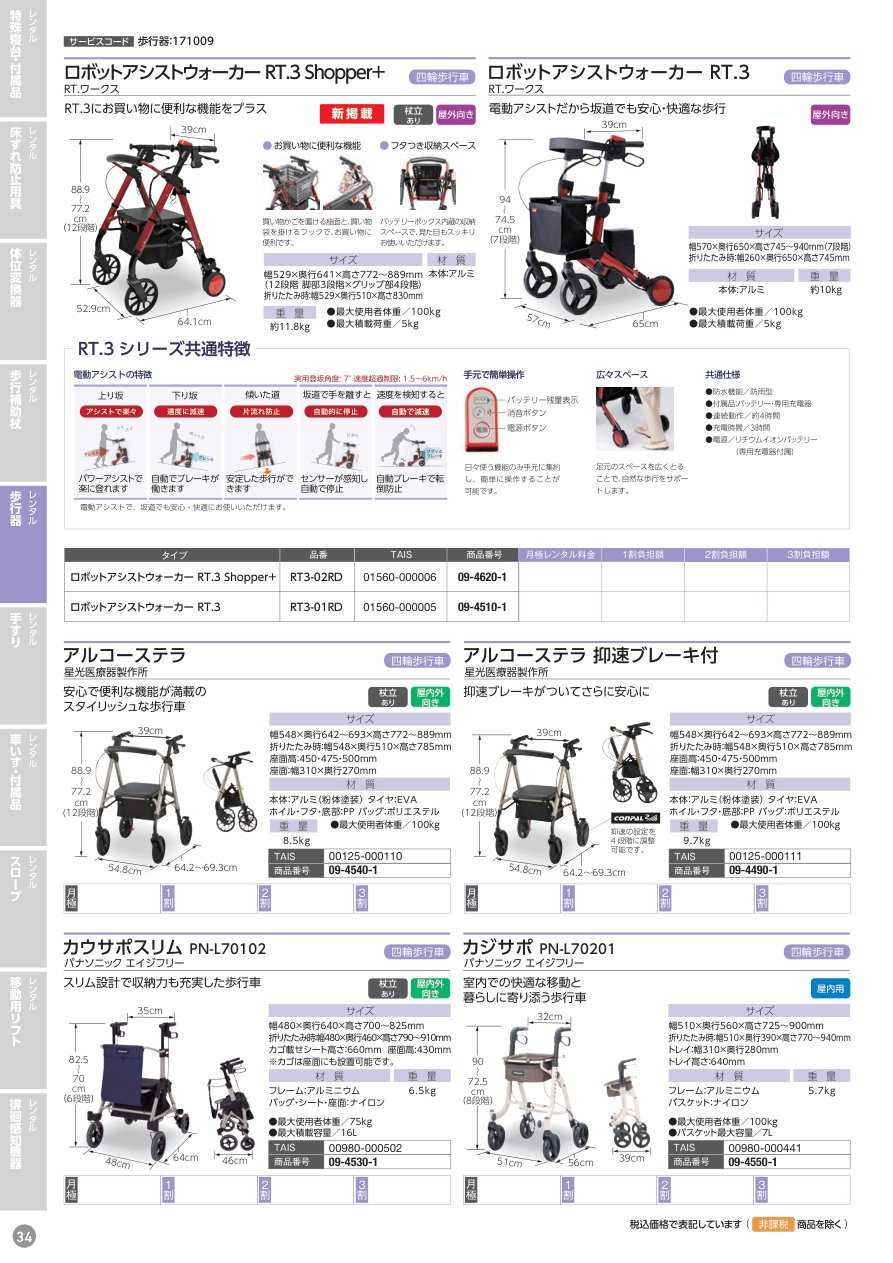 サービスコード 歩行器:171009
ロボットアシストウォーカー RT.3 Shopper+
四輪歩行車
RT.ワークス
RT.3にお買い物に便利な機能をプラス
新掲載
杖立あり
屋外向き
39cm
88.9
〜
77.2
cm
(12段階)
52.9cm
64.1cm
● お買い物に便利な機能
● フタつき収納スペース
買い物かごを置ける座面と、買い物
袋を掛けるフックで、お買い物に
便利です。
バッテリーボックス内蔵の収納
スペースで、見た目もスッキリ
お使いいただけます。
サイズ
材 質
幅529×奥行641×高さ772〜889mm
本体:アルミ
(12段階 脚部3段階×グリップ部4段階)
折りたたみ時:幅529×奥行510×高さ830mm
重 量
約11.8kg
●最大使用者体重/100kg
●最大積載荷重/5kg
ロボットアシストウォーカー RT.3
四輪歩行車
RT.ワークス
電動アシストだから坂道でも安心・快適な歩行
屋外向き
39cm
94
〜
74.5
cm
(7段階)
57cm
65cm
サイズ
幅570×奥行650×高さ745〜940mm(7段階)
折りたたみ時:幅260×奥行650×高さ745mm
材 質
重 量
本体:アルミ
約10kg
●最大使用者体重/100kg
●最大積載荷重/5kg
RT.3 シリーズ共通特徴
電動アシストの特徴
実用登坂角度: 7° 速度超過制限: 1.5〜6km/h
上り坂
アシストで楽々
アシスト
パワーアシストで
楽に登れます
下り坂
適度に減速
ブレーキ
自動でブレーキが
働きます
傾いた道
片流れ防止
安定した歩行がで
きます
坂道で手を離すと
自動的に停止
センサーが感知し
自動で停止
速度を検知すると
自動で減速
自動ブレーキで転
倒防止
電動アシストで、坂道でも安心・快適にお使いいただけます。
手元で簡単操作
バッテリー残量表示
消音ボタン
電源ボタン
電源
日々使う機能のみ手元に集約
し、簡単に操作することが
可能です。
広々スペース
足元のスペースを広くとる
ことで、自然な歩行をサポー
トします。
共通仕様
●防水機能/防雨型
●付属品:バッテリー・専用充電器
●連続動作/約4時間
●充電時間/3時間
●電源/リチウムイオンバッテリー
(専用充電器付属)
タイプ 品番 TAIS 商品番号 月極レンタル料金 1割負担額 2割負担額 3割負担額
ロボットアシストウォーカー RT.3 Shopper+ RT3-02RD 01560-000006 09-4620-1
ロボットアシストウォーカー RT.3 RT3-01RD 01560-000005 09-4510-1
アルコーステラ
四輪歩行車
星光医療器製作所
安心で便利な機能が満載の
スタイリッシュな歩行車
杖立あり
屋内外向き
39cm
88.9
〜
77.2
cm
(12段階)
54.8cm
64.2〜69.3cm
サイズ
幅548×奥行642〜693×高さ772〜889mm
折りたたみ時:幅548×奥行510×高さ785mm
座面高:450・475・500mm
座面:幅310×奥行270mm
材 質
本体:アルミ(粉体塗装) タイヤ:EVA
ホイル・フタ・底部:PP バッグ:ポリエステル
重 量
●最大使用者体重/100kg
8.5kg
TAIS 00125-000110
商品番号 09-4540-1
月極 1割 2割 3割
アルコーステラ 抑速ブレーキ付
四輪歩行車
星光医療器製作所
抑速ブレーキがついてさらに安心に
杖立あり
屋内外向き
39cm
88.9
〜
77.2
cm
(12段階)
54.8cm
64.2〜69.3cm
CONPAL
抑速の設定を
4段階に調整
可能です。
サイズ
幅548×奥行642〜693×高さ772〜889mm
折りたたみ時:幅548×奥行510×高さ785mm
座面高:450・475・500mm
座面:幅310×奥行270mm
材 質
本体:アルミ(粉体塗装) タイヤ:EVA
ホイル・フタ・底部:PP バッグ:ポリエステル
重 量
●最大使用者体重/100kg
9.7kg
TAIS 00125-000111
商品番号 09-4490-1
月極 1割 2割 3割
カウサポスリム PN-L70102
四輪歩行車
パナソニック エイジフリー
スリム設計で収納力も充実した歩行車
杖立あり
屋内外向き
35cm
82.5
〜
70
cm
(6段階)
48cm
64cm
46cm
サイズ
幅480×奥行640×高さ700〜825mm
折りたたみ時:幅480×奥行460×高さ790〜910mm
カゴ載せシート高さ:660mm 座面高:430mm
※カゴは座面にも設置可能です。
材 質
重 量
フレーム:アルミニウム
6.5kg
バッグ・シート・座面:ナイロン
●最大使用者体重/75kg
●最大積載容量/16L
TAIS 00980-000502
商品番号 09-4530-1
月極 1割 2割 3割
カジサポ PN-L70201
四輪歩行車
パナソニック エイジフリー
室内での快適な移動と
暮らしに寄り添う歩行車
屋内用
32cm
90
〜
72.5
cm
(8段階)
51cm
56cm
39cm
サイズ
幅510×奥行560×高さ725〜900mm
折りたたみ時:幅510×奥行390×高さ770〜940mm
トレイ:幅310×奥行280mm
トレイ高さ:640mm
材 質
重 量
フレーム:アルミニウム
5.7kg
バスケット:ナイロン
●最大使用者体重/100kg
●バスケット最大容量/7L
TAIS 00980-000441
商品番号 09-4550-1
月極 1割 2割 3割
税込価格で表記しています( 非課税 商品を除く)
レンタル 特殊寝台・付属品
レンタル 床ずれ防止用具
レンタル 体位変換器
レンタル 歩行補助杖
レンタル 歩行器
レンタル 手すり
レンタル 車いす・付属品
レンタル スロープ
レンタル 移動用リフト
レンタル 徘徊感知機器
34